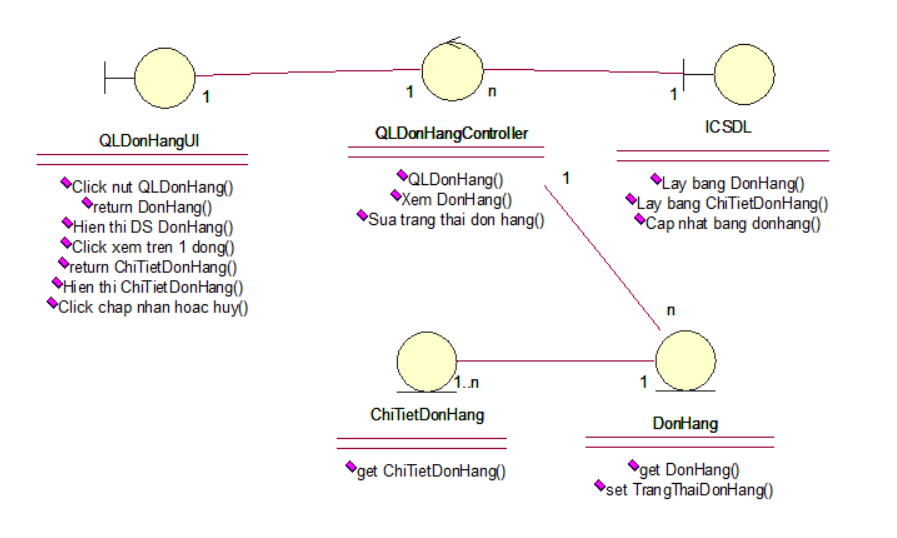 1
1
n
1
QLDonHangUI
QLDonHangController
ICSDL
Click nut QLDonHang()
return DonHang()
Hien thi DS DonHang()
Click xem tren 1 dong()
return ChiTietDonHang()
Hien thi ChiTietDonHang()
Click chap nhan hoac huy()
QLDonHang()
Xem DonHang()
Sua trang thai don hang()
1
Lay bang DonHang()
Lay bang ChiTietDonHang()
Cap nhat bang donhang()
n
1..n
1
ChiTietDonHang
get ChiTietDonHang()
DonHang
get DonHang()
set TrangThaiDonHang()